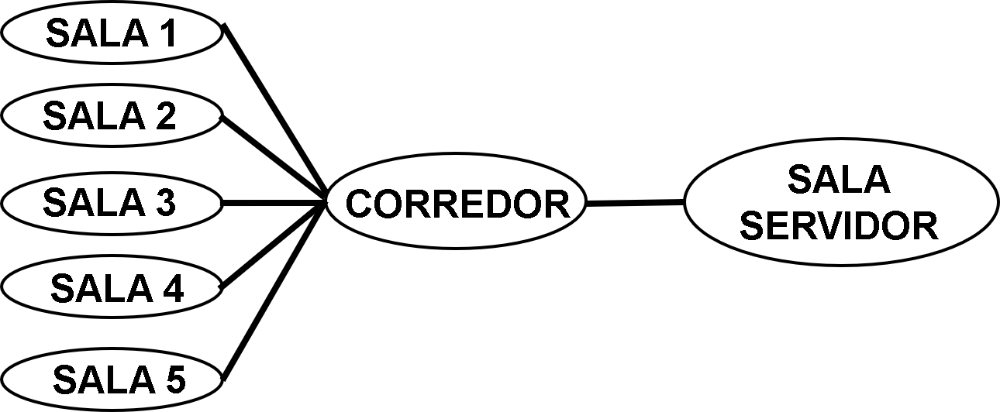 SALA 1
SALA 2
SALA 3
SALA 4
SALA 5
CORREDOR
SALA
SERVIDOR